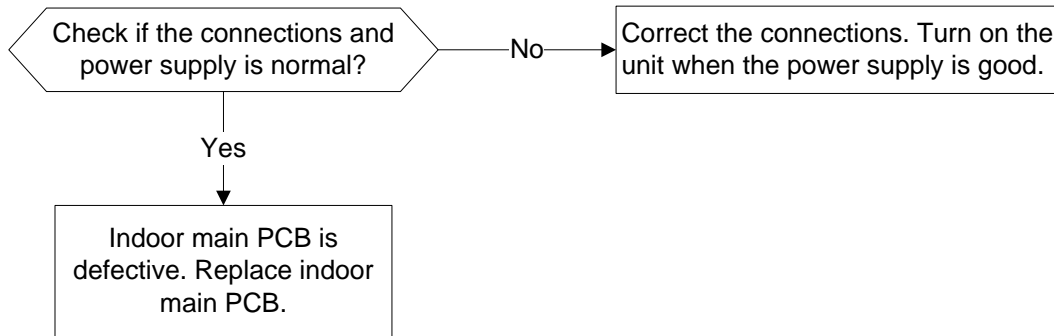 Check if the connections and
power supply is normal?
No
Correct the connections. Turn on the
unit when the power supply is good.
Yes
Indoor main PCB is
defective. Replace indoor
main PCB.